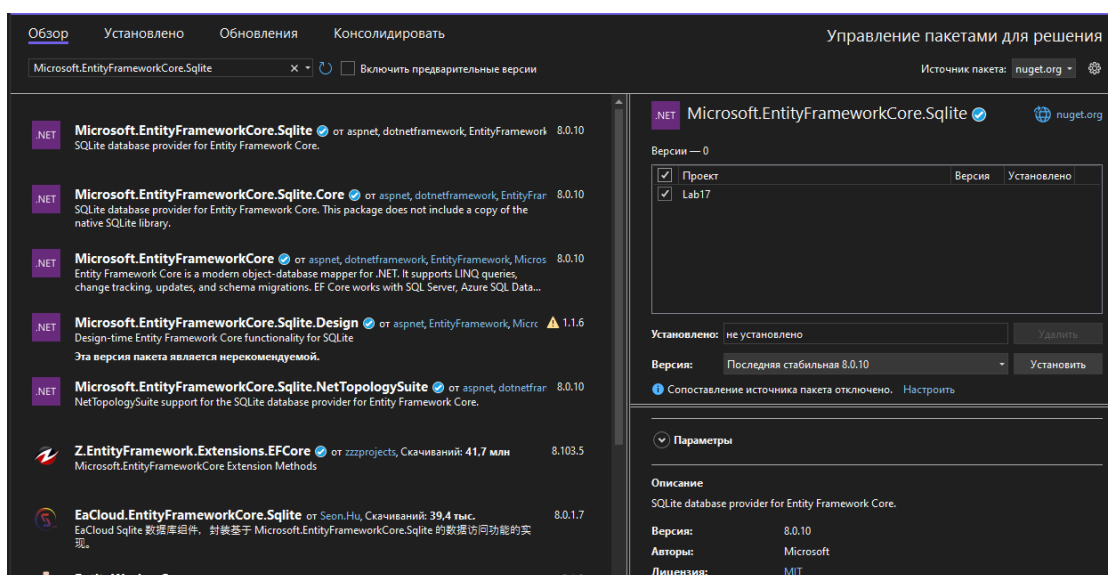 Обзор Установлено Обновления Консолидировать
Управление пакетами для решения
Microsoft.EntityFrameworkCore.Sqlite
Включить предварительные версии
Источник пакета: nuget.org
.NET Microsoft.EntityFrameworkCore.Sqlite от aspnet, dotnetframework, EntityFramework 8.0.10
SQLite database provider for Entity Framework Core.
.NET Microsoft.EntityFrameworkCore.Sqlite.Core от aspnet, dotnetframework, EntityFrar 8.0.10
SQLite database provider for Entity Framework Core. This package does not include a copy of the
native SQLite library.
.NET Microsoft.EntityFrameworkCore от aspnet, dotnetframework, EntityFramework, Micros 8.0.10
Entity Framework Core is a modern object-database mapper for .NET. It supports LINQ queries,
change tracking, updates, and schema migrations. EF Core works with SQL Server, Azure SQL Data...
.NET Microsoft.EntityFrameworkCore.Sqlite.Design от aspnet, EntityFramework, Micrc 1.1.6
Design-time Entity Framework Core functionality for SQLite
Эта версия пакета является нерекомендуемой.
.NET Microsoft.EntityFrameworkCore.Sqlite.NetTopologySuite от aspnet, dotnetfrar 8.0.10
NetTopologySuite support for the SQLite database provider for Entity Framework Core.
Z.EntityFramework.Extensions.EFCore от zzzprojects, Скачиваний: 41,7 млн 8.103.5
Microsoft.EntityFrameworkCore Extension Methods
EaCloud.EntityFrameworkCore.Sqlite от Seon.Hu, Скачиваний: 39,4 тыс. 8.0.1.7
EaCloud Sqlite 数据库组件，封装基于 Microsoft.EntityFrameworkCore.Sqlite 的数据访问功能的实
现。
.NET Microsoft.EntityFrameworkCore.Sqlite nuget.org
Версии — 0
Проект Версия Установлено
Lab17
Установлено: не установлено Удалить
Версия: Последняя стабильная 8.0.10 Установить
Сопоставление источника пакета отключено. Настроить
Параметры
Описание
SQLite database provider for Entity Framework Core.
Версия: 8.0.10
Авторы: Microsoft
Лицензия: MIT